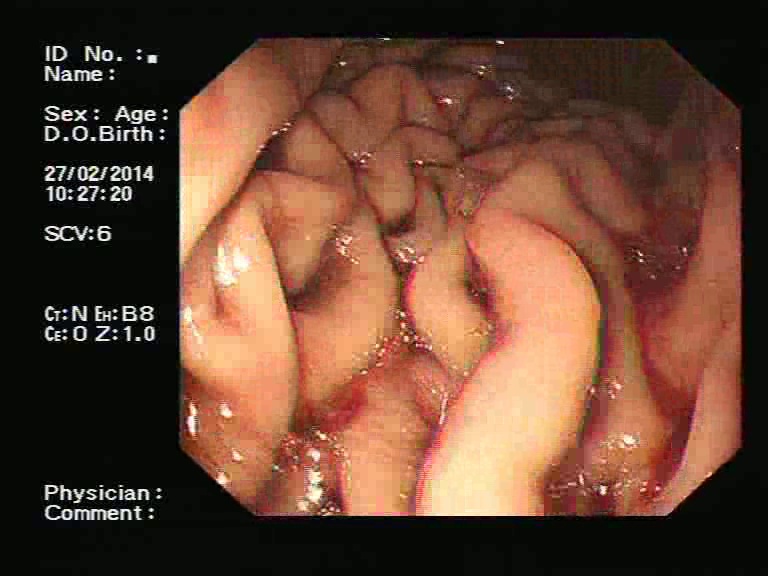 ID No. :
Name:
Sex: Age:
D.O.Birth:
27/02/2014
10:27:20
SCV:6
CT:N EH:B8
CE:0 Z:1.0
Physician:
Comment: